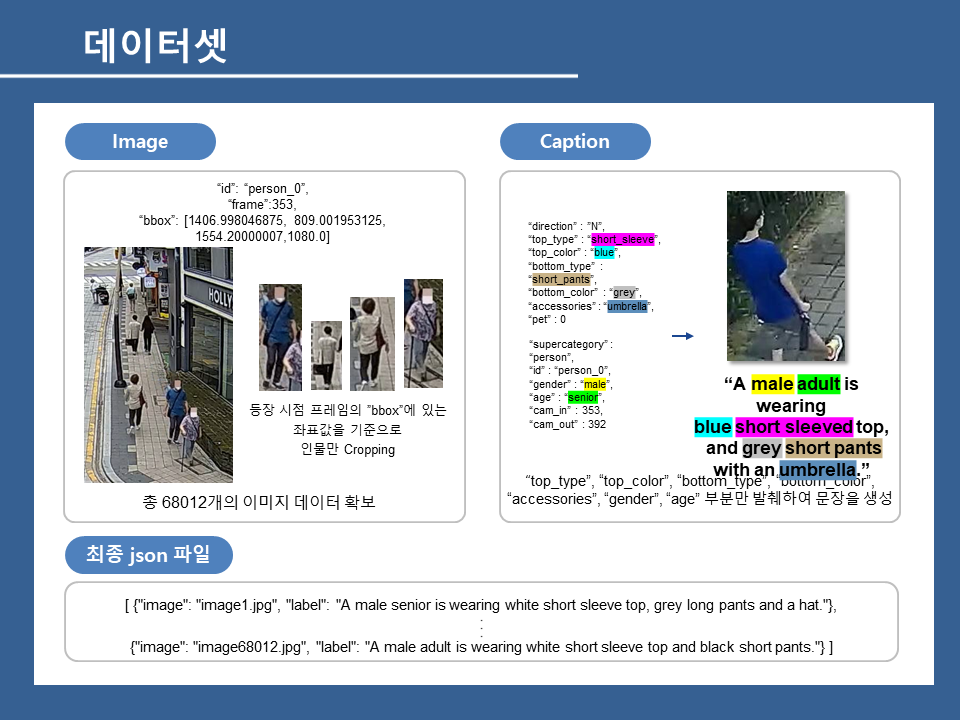 데이터셋
Image
“id”: “person_0”,
“frame”:353,
“bbox”: [1406.998046875, 809.001953125,
1554.20000007,1080.0]
HOLLY
등장 시점 프레임의 ”bbox”에 있는
좌표값을 기준으로
인물만 Cropping
총 68012개의 이미지 데이터 확보
Caption
“direction” : ”N”,
“top_type” : “short_sleeve”,
“top_color” : “blue”,
“bottom_type” :
“short_pants”,
“bottom_color” : “grey”,
“accessories” : “umbrella”,
“pet” : 0
“supercategory” :
“person”,
“id” : “person_0”,
“gender” : “male”,
“age” : “senior”,
“cam_in” : 353,
“cam_out” : 392
“A male adult is
wearing
blue short sleeved top,
and grey short pants
with an umbrella.”
“top_type”, “top_color”, “bottom_type”, “bottom_color”,
“accessories”, “gender”, “age” 부분만 발췌하여 문장을 생성
최종 json 파일
[ {"image": "image1.jpg", "label": "A male senior is wearing white short sleeve top, grey long pants and a hat."},
.
.
.
{"image": "image68012.jpg", "label": "A male adult is wearing white short sleeve top and black short pants."} ]